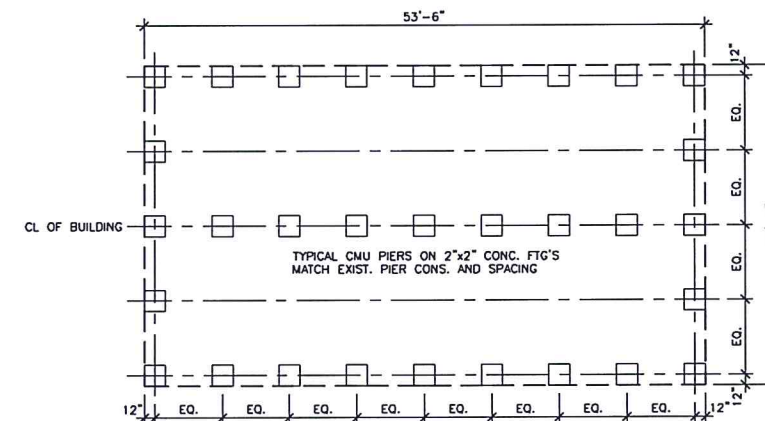 53'-6"
12"
EQ.
EQ.
CL OF BUILDING
TYPICAL CMU PIERS ON 2"x2" CONC. FTG'S
MATCH EXIST. PIER CONS. AND SPACING
EQ.
EQ.
12"
12" EQ. EQ. EQ. EQ. EQ. EQ. EQ. EQ. 12"